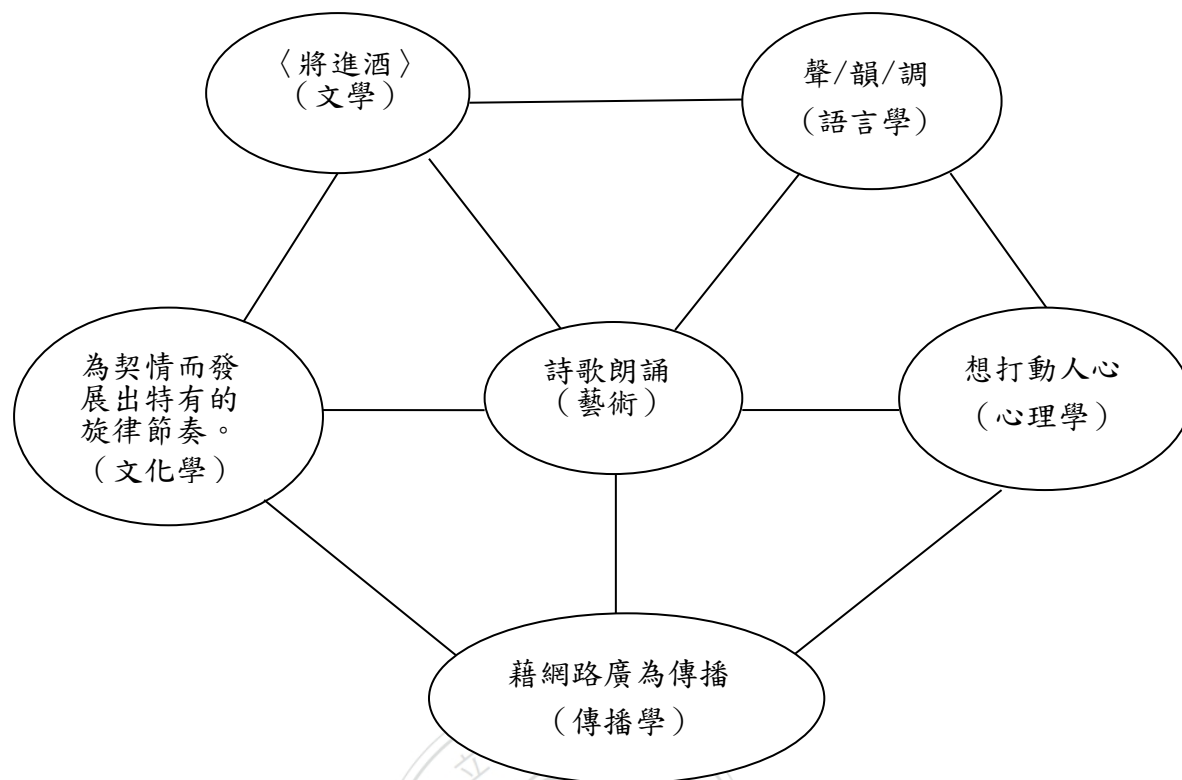 〈將進酒〉
（文學）
聲/韻/調
（語言學）
為契情而發
展出特有的
旋律節奏。
（文化學）
詩歌朗誦
（藝術）
想打動人心
（心理學）
藉網路廣為傳播
（傳播學）
立